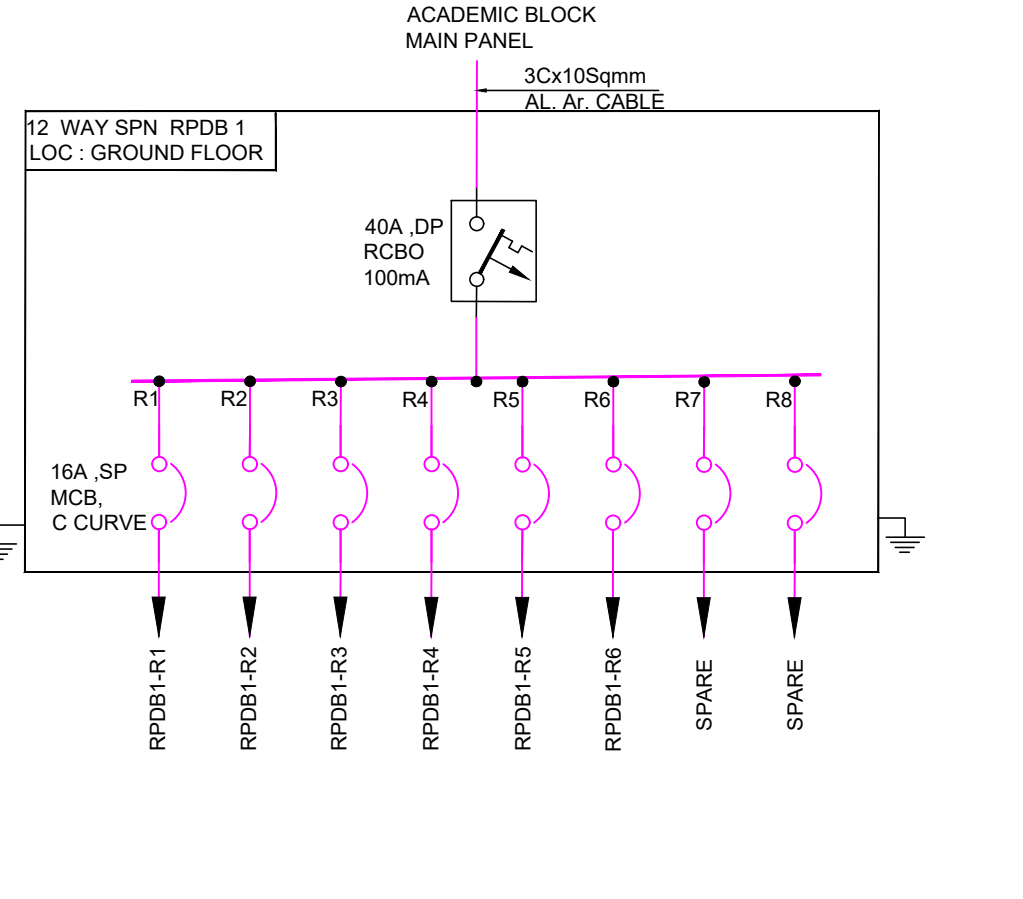 ACADEMIC BLOCK
MAIN PANEL
3Cx10Sqmm
AL. Ar. CABLE
12 WAY SPN RPDB 1
LOC : GROUND FLOOR
40A ,DP
RCBO
100mA
R1 R2 R3 R4 R5 R6 R7 R8
16A ,SP
MCB,
C CURVE
RPDB1-R1
RPDB1-R2
RPDB1-R3
RPDB1-R4
RPDB1-R5
RPDB1-R6
SPARE
SPARE